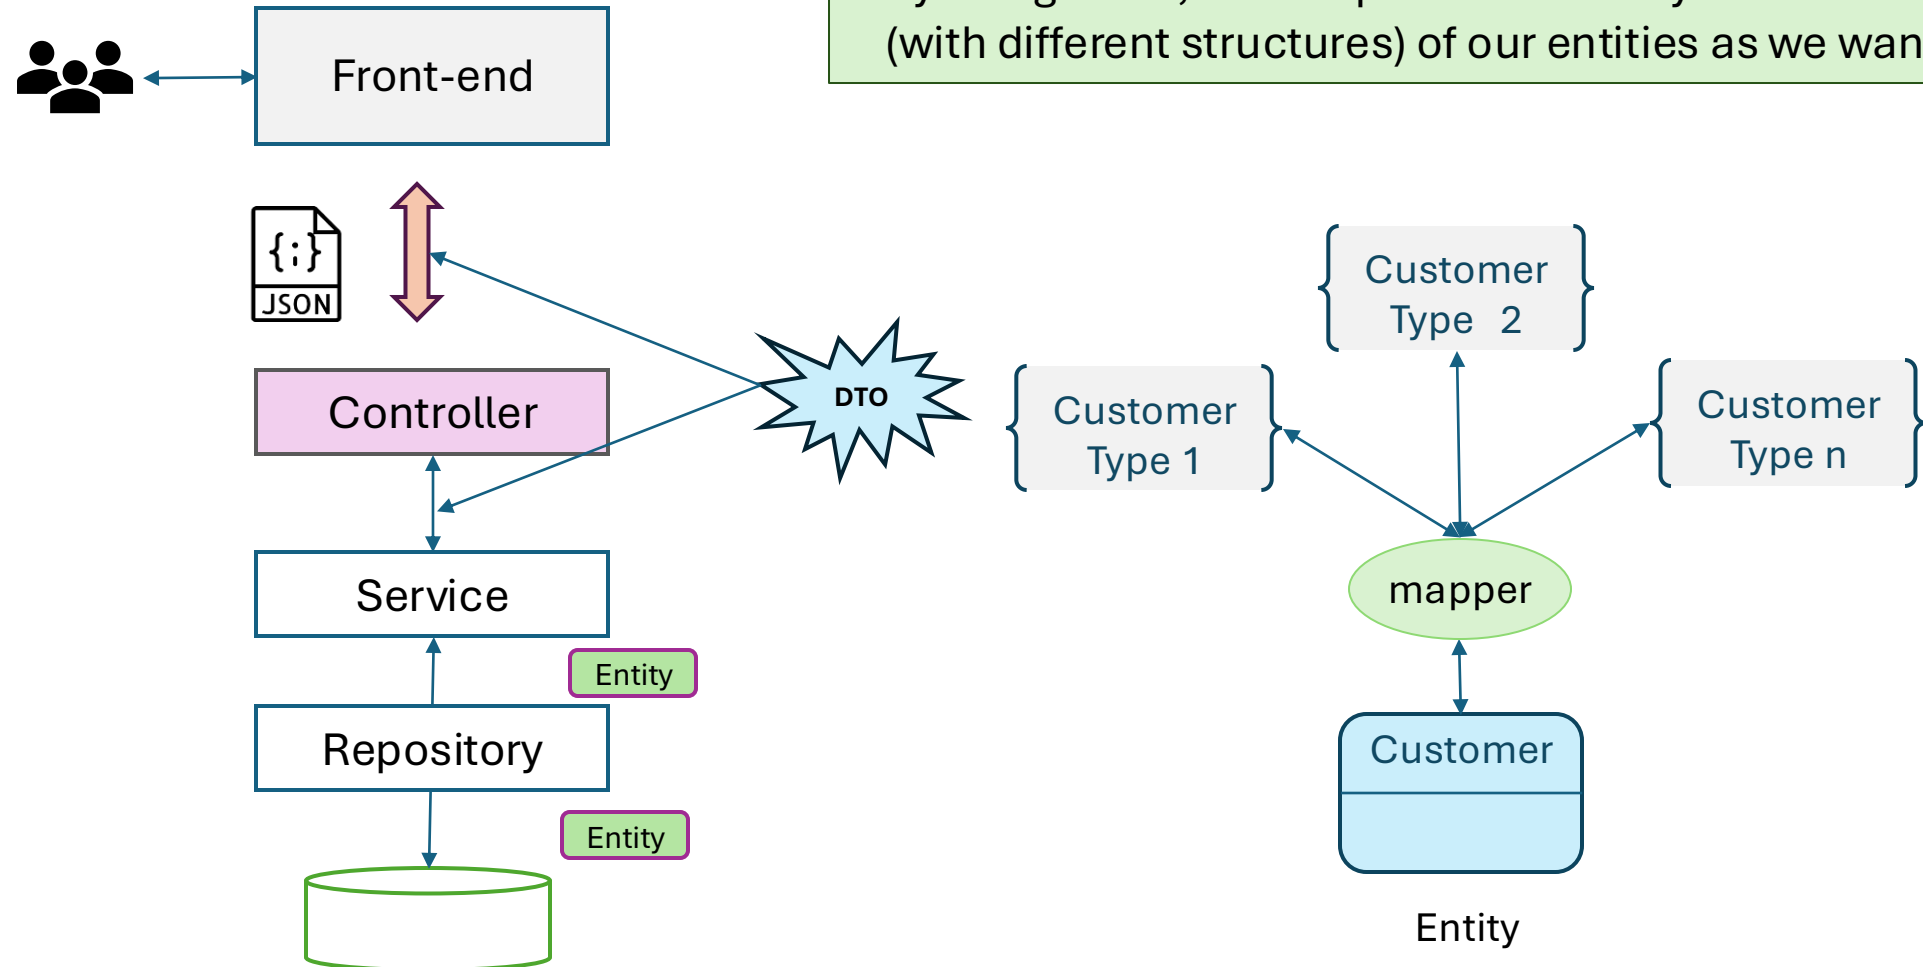 (with different structures) of our entities as we wan
Front-end
{;}
JSON
Controller
DTO
Service
Entity
Repository
Entity
Customer
Type 2
Customer
Type 1
Customer
Type n
mapper
Customer
Entity